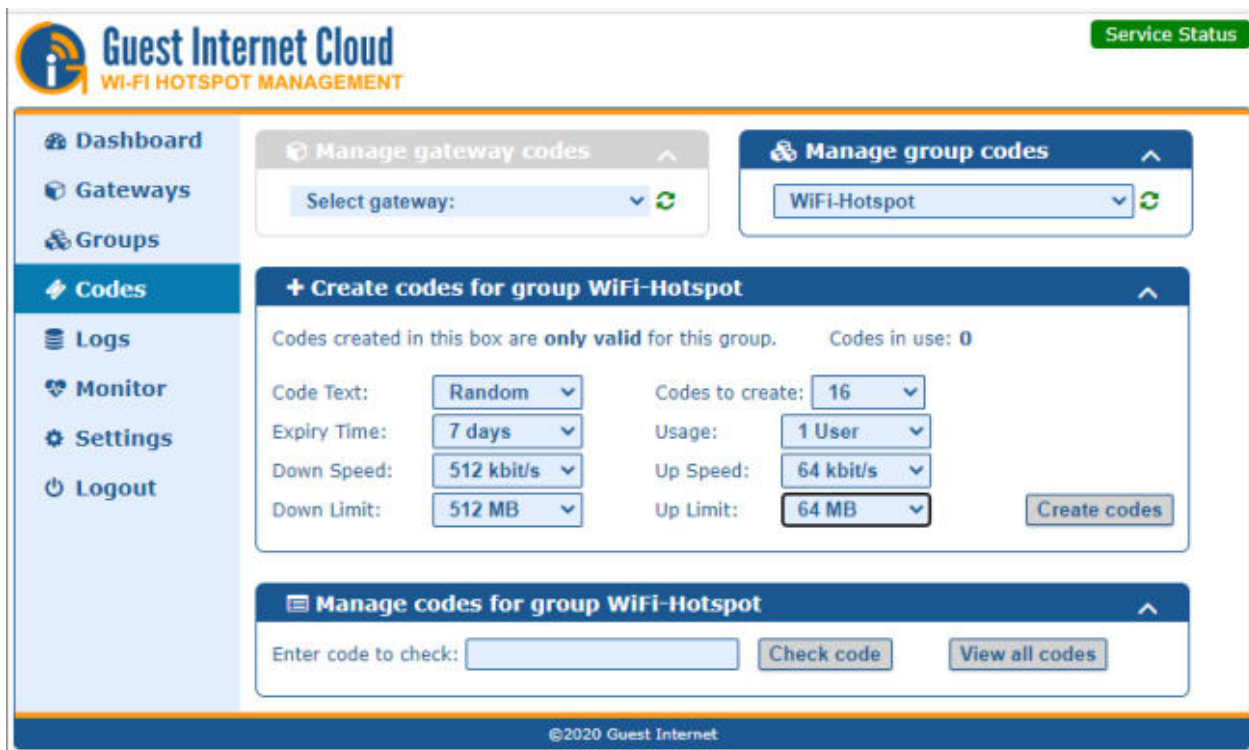 Guest Internet Cloud
WI-FI HOTSPOT MANAGEMENT
Service Status
Dashboard
Gateways
Groups
Codes
Logs
Monitor
Settings
Logout
Manage gateway codes
Select gateway:
Manage group codes
WiFi-Hotspot
+ Create codes for group WiFi-Hotspot
Codes created in this box are only valid for this group. Codes in use: 0
Code Text: Random Codes to create: 16
Expiry Time: 7 days Usage: 1 User
Down Speed: 512 kbit/s Up Speed: 64 kbit/s
Down Limit: 512 MB Up Limit: 64 MB Create codes
Manage codes for group WiFi-Hotspot
Enter code to check: Check code View all codes
©2020 Guest Internet